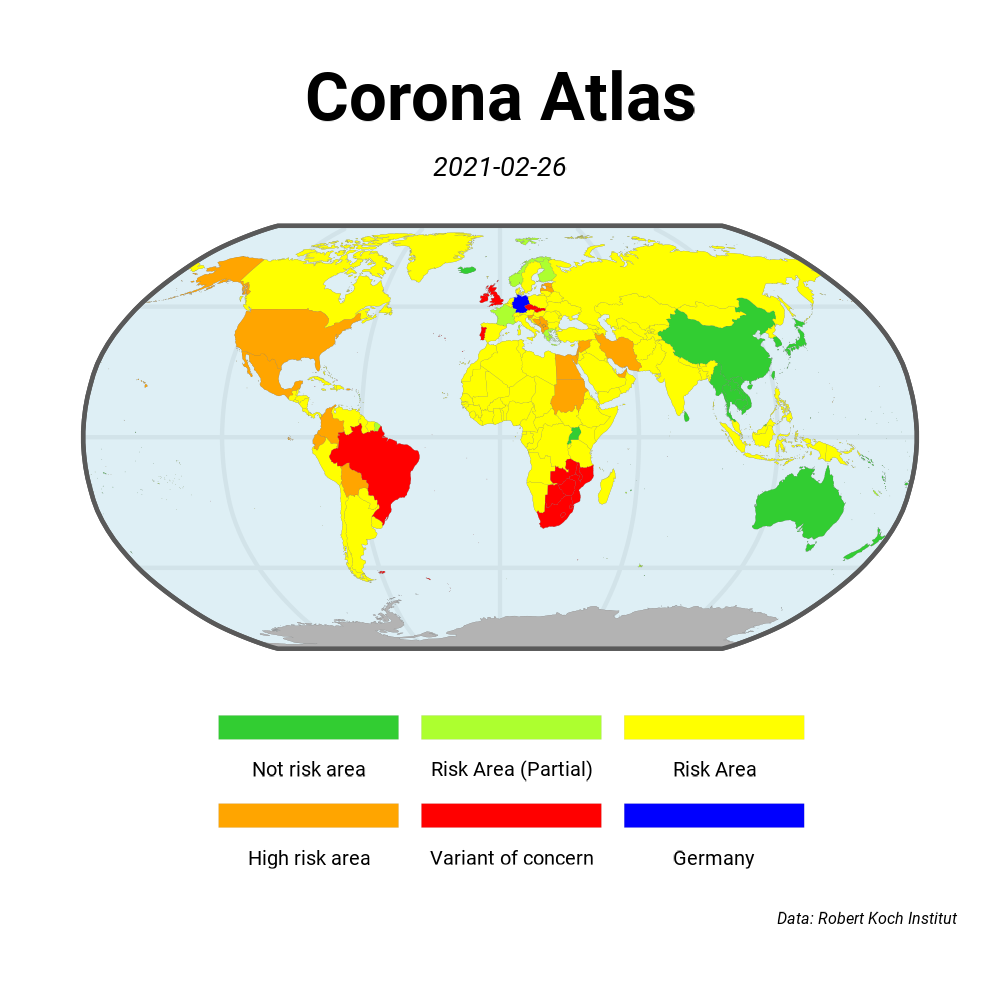 Corona Atlas
2021-02-26
Not risk area
Risk Area (Partial)
Risk Area
High risk area
Variant of concern
Germany
Data: Robert Koch Institut